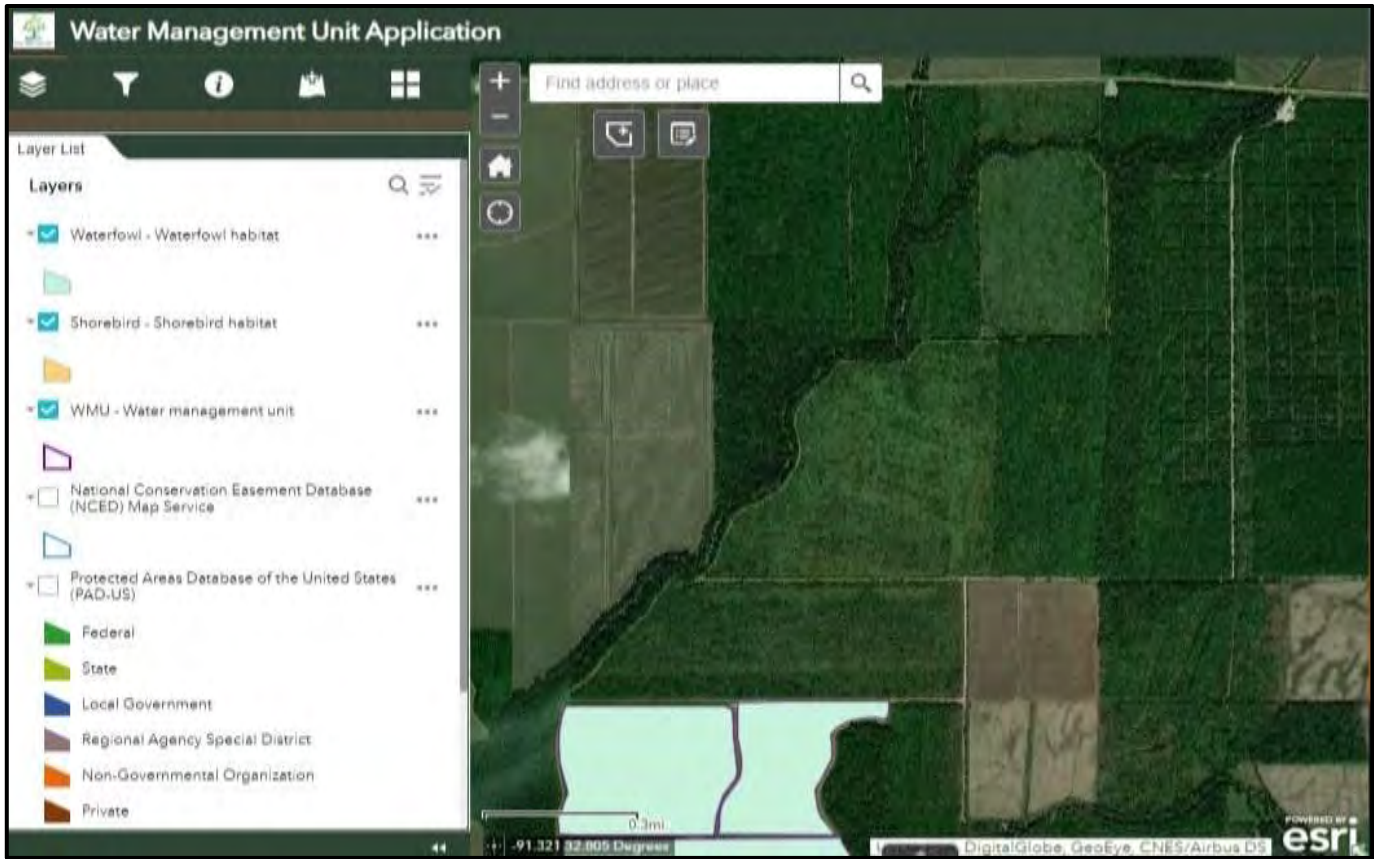 Water Management Unit Application
Find address or place
Layer List
Layers
Waterfowl - Waterfowl habitat
Shorebird - Shorebird habitat
WMU - Water management unit
National Conservation Easement Database
(NCED) Map Service
Protected Areas Database of the United States
(PAD-US)
Federal
State
Local Government
Regional Agency Special District
Non-Governmental Organization
Private
0.3mi
-91.321 32.805 Degrees
DigitalGlobe, GeoEye, CNES/Airbus DS
POWERED BY
esri